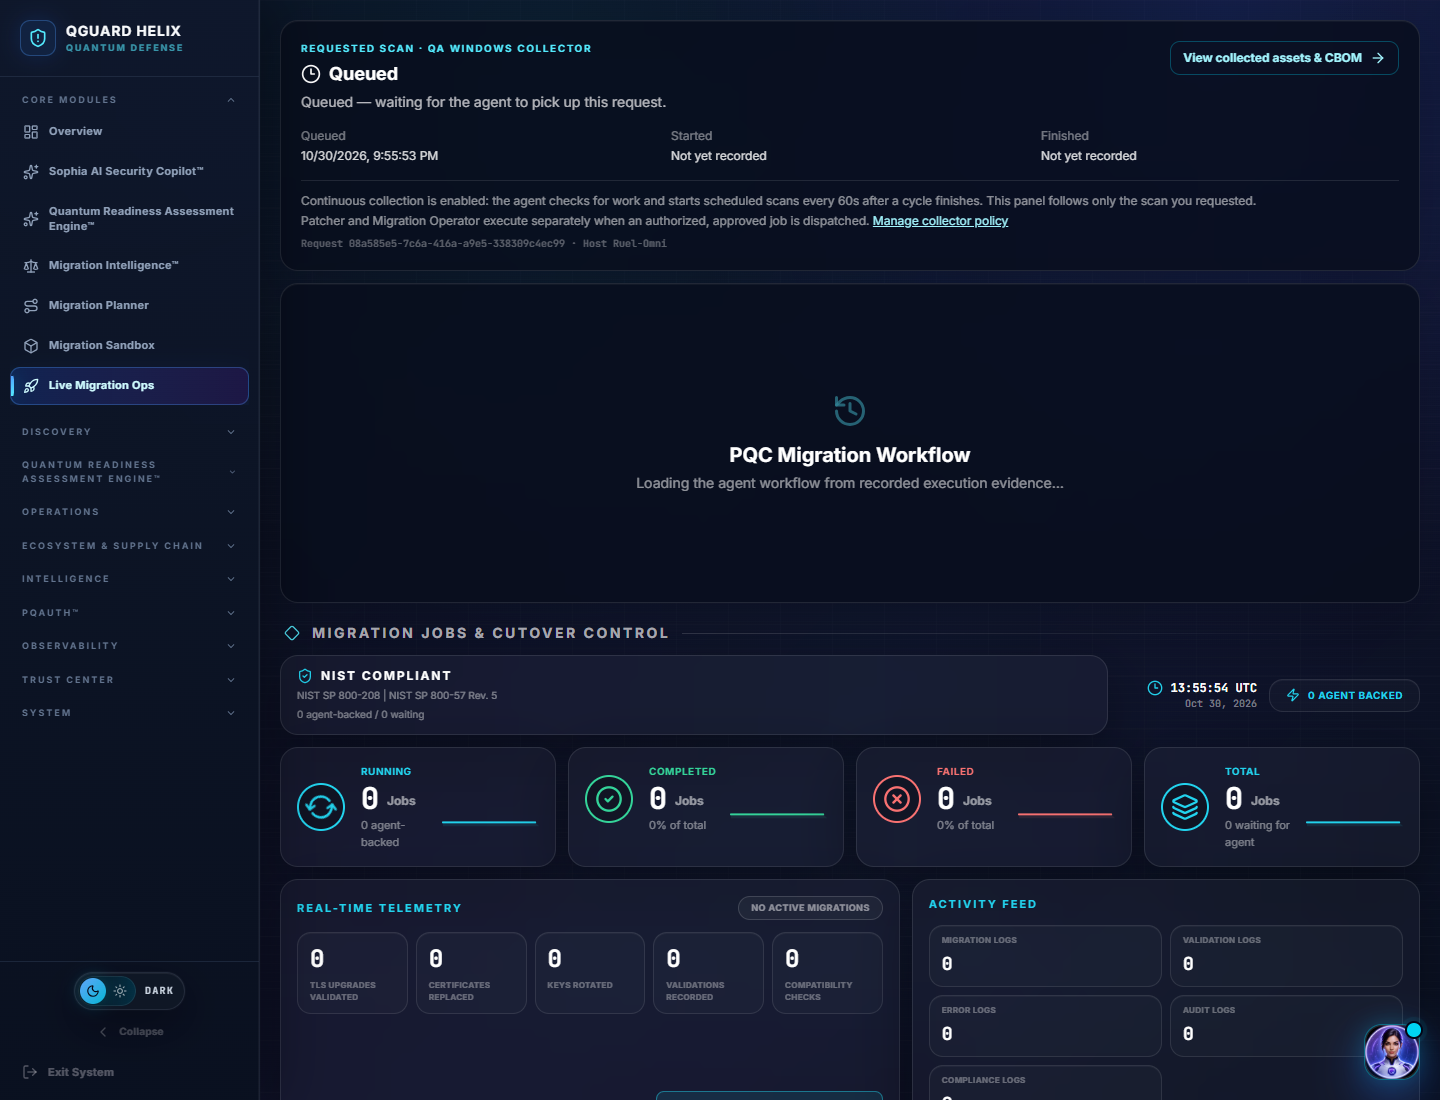 QGUARD HELIX
QUANTUM DEFENSE
CORE MODULES
Overview
Sophia AI Security Copilot™
Quantum Readiness Assessment
Engine™
Migration Intelligence™
Migration Planner
Migration Sandbox
Live Migration Ops
DISCOVERY
QUANTUM READINESS
ASSESSMENT ENGINE™
OPERATIONS
ECOSYSTEM & SUPPLY CHAIN
INTELLIGENCE
PQAUTH™
OBSERVABILITY
TRUST CENTER
SYSTEM
DARK
Collapse
Exit System
REQUESTED SCAN · QA WINDOWS COLLECTOR
Queued
Queued — waiting for the agent to pick up this request.
View collected assets & CBOM
Queued
10/30/2026, 9:55:53 PM
Started
Not yet recorded
Finished
Not yet recorded
Continuous collection is enabled: the agent checks for work and starts scheduled scans every 60s after a cycle finishes. This panel follows only the scan you requested.
Patcher and Migration Operator execute separately when an authorized, approved job is dispatched. Manage collector policy
Request 08a585e5-7c6a-416a-a9e5-338309c4ec99 · Host Ruel-Omni
PQC Migration Workflow
Loading the agent workflow from recorded execution evidence...
MIGRATION JOBS & CUTOVER CONTROL
NIST COMPLIANT
NIST SP 800-208 | NIST SP 800-57 Rev. 5
0 agent-backed / 0 waiting
13:55:54 UTC
Oct 30, 2026
0 AGENT BACKED
RUNNING
0 Jobs
0 agent-
backed
COMPLETED
0 Jobs
0% of total
FAILED
0 Jobs
0% of total
TOTAL
0 Jobs
0 waiting for
agent
REAL-TIME TELEMETRY
NO ACTIVE MIGRATIONS
0
TLS UPGRADES
VALIDATED
0
CERTIFICATES
REPLACED
0
KEYS ROTATED
0
VALIDATIONS
RECORDED
0
COMPATIBILITY
CHECKS
ACTIVITY FEED
MIGRATION LOGS
0
VALIDATION LOGS
0
ERROR LOGS
0
AUDIT LOGS
0
COMPLIANCE LOGS